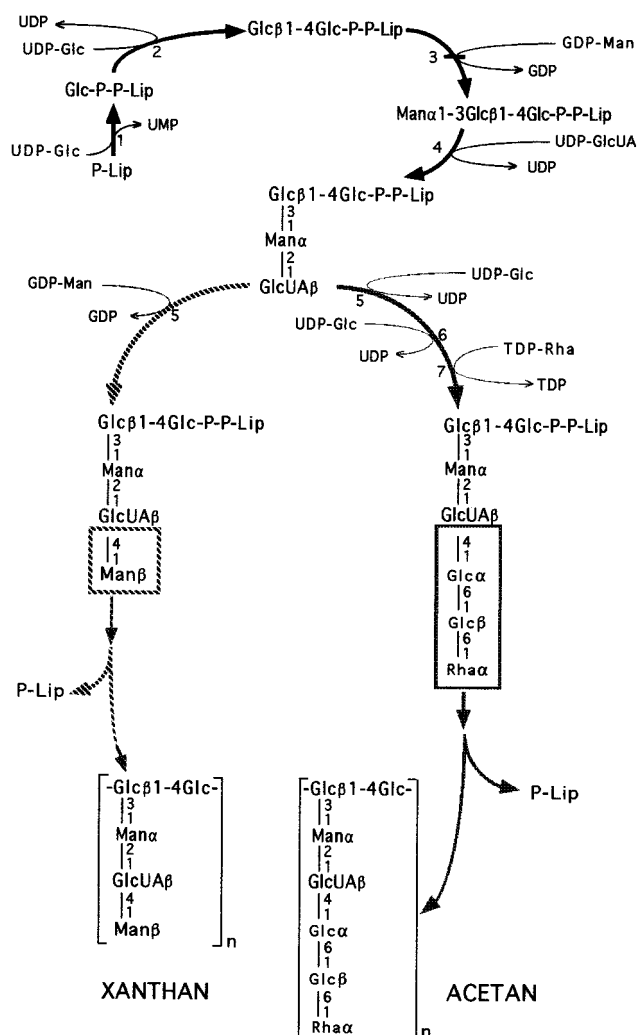 UDP
UDP-Glc
2
Glcβ1-4Glc-P-P-Lip
3
GDP-Man
GDP
Glc-P-P-Lip
UDP-Glc
1
UMP
P-Lip
Manα1-3Glcβ1-4Glc-P-P-Lip
4
UDP-GlcUA
UDP
Glcβ1-4Glc-P-P-Lip
3
1
Manα
2
1
GlcUAβ
GDP-Man
GDP
5
UDP-Glc
5
UDP
UDP-Glc
6
UDP
7
TDP-Rha
TDP
Glcβ1-4Glc-P-P-Lip
3
1
Manα
2
1
GlcUAβ
4
1
Manβ
P-Lip
Glcβ1-4Glc-P-P-Lip
3
1
Manα
2
1
GlcUAβ
4
1
Glcα
6
1
Glcβ
6
1
Rhaα
P-Lip
-Glcβ1-4Glc-
3
1
Manα
2
1
GlcUAβ
4
1
Manβ
n
XANTHAN
-Glcβ1-4Glc-
3
1
Manα
2
1
GlcUAβ
4
1
Glcα
6
1
Glcβ
6
1
Rhaα
n
ACETAN